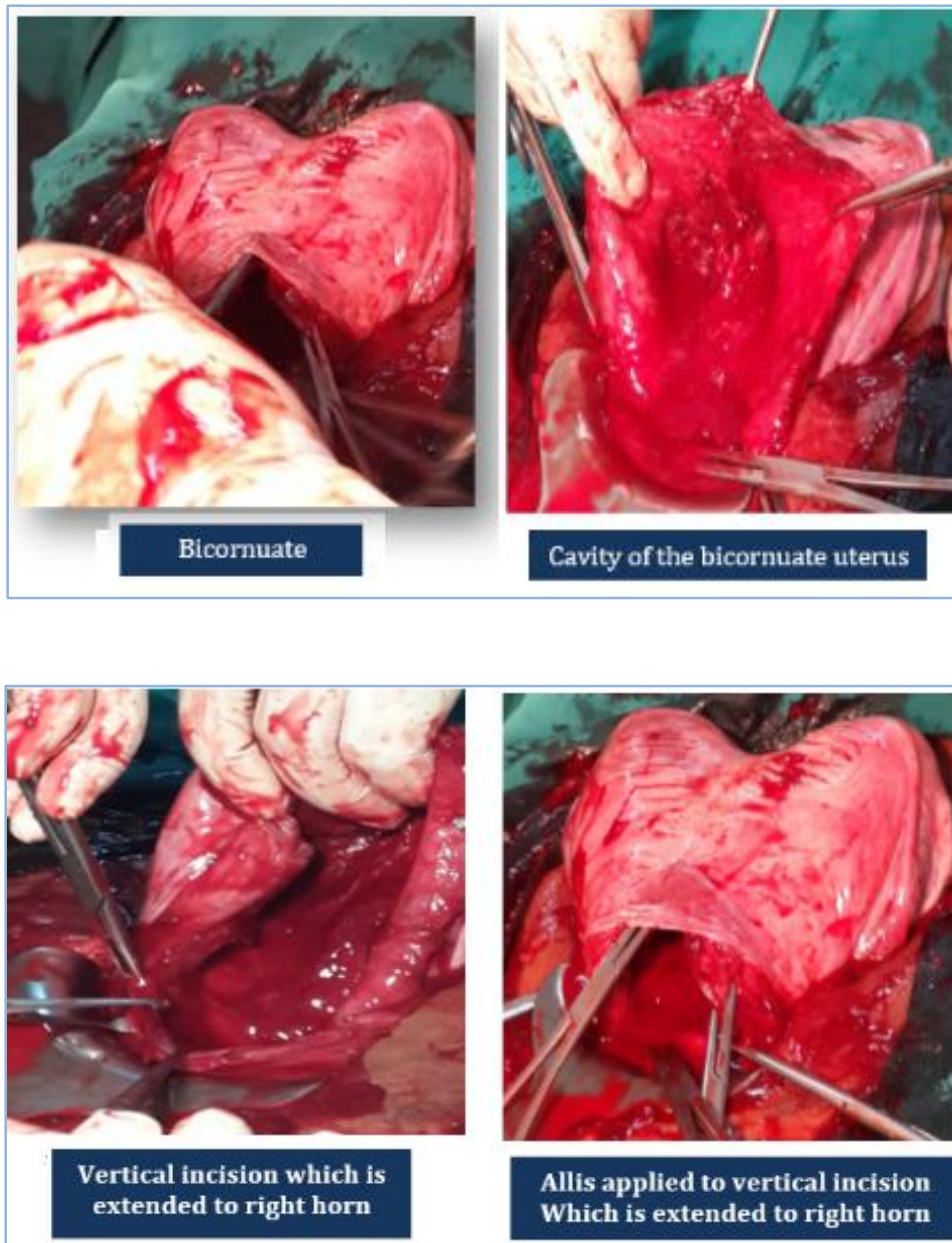 Bicornuate
Cavity of the bicornuate uterus
Vertical incision which is
extended to right horn
Allis applied to vertical incision
Which is extended to right horn